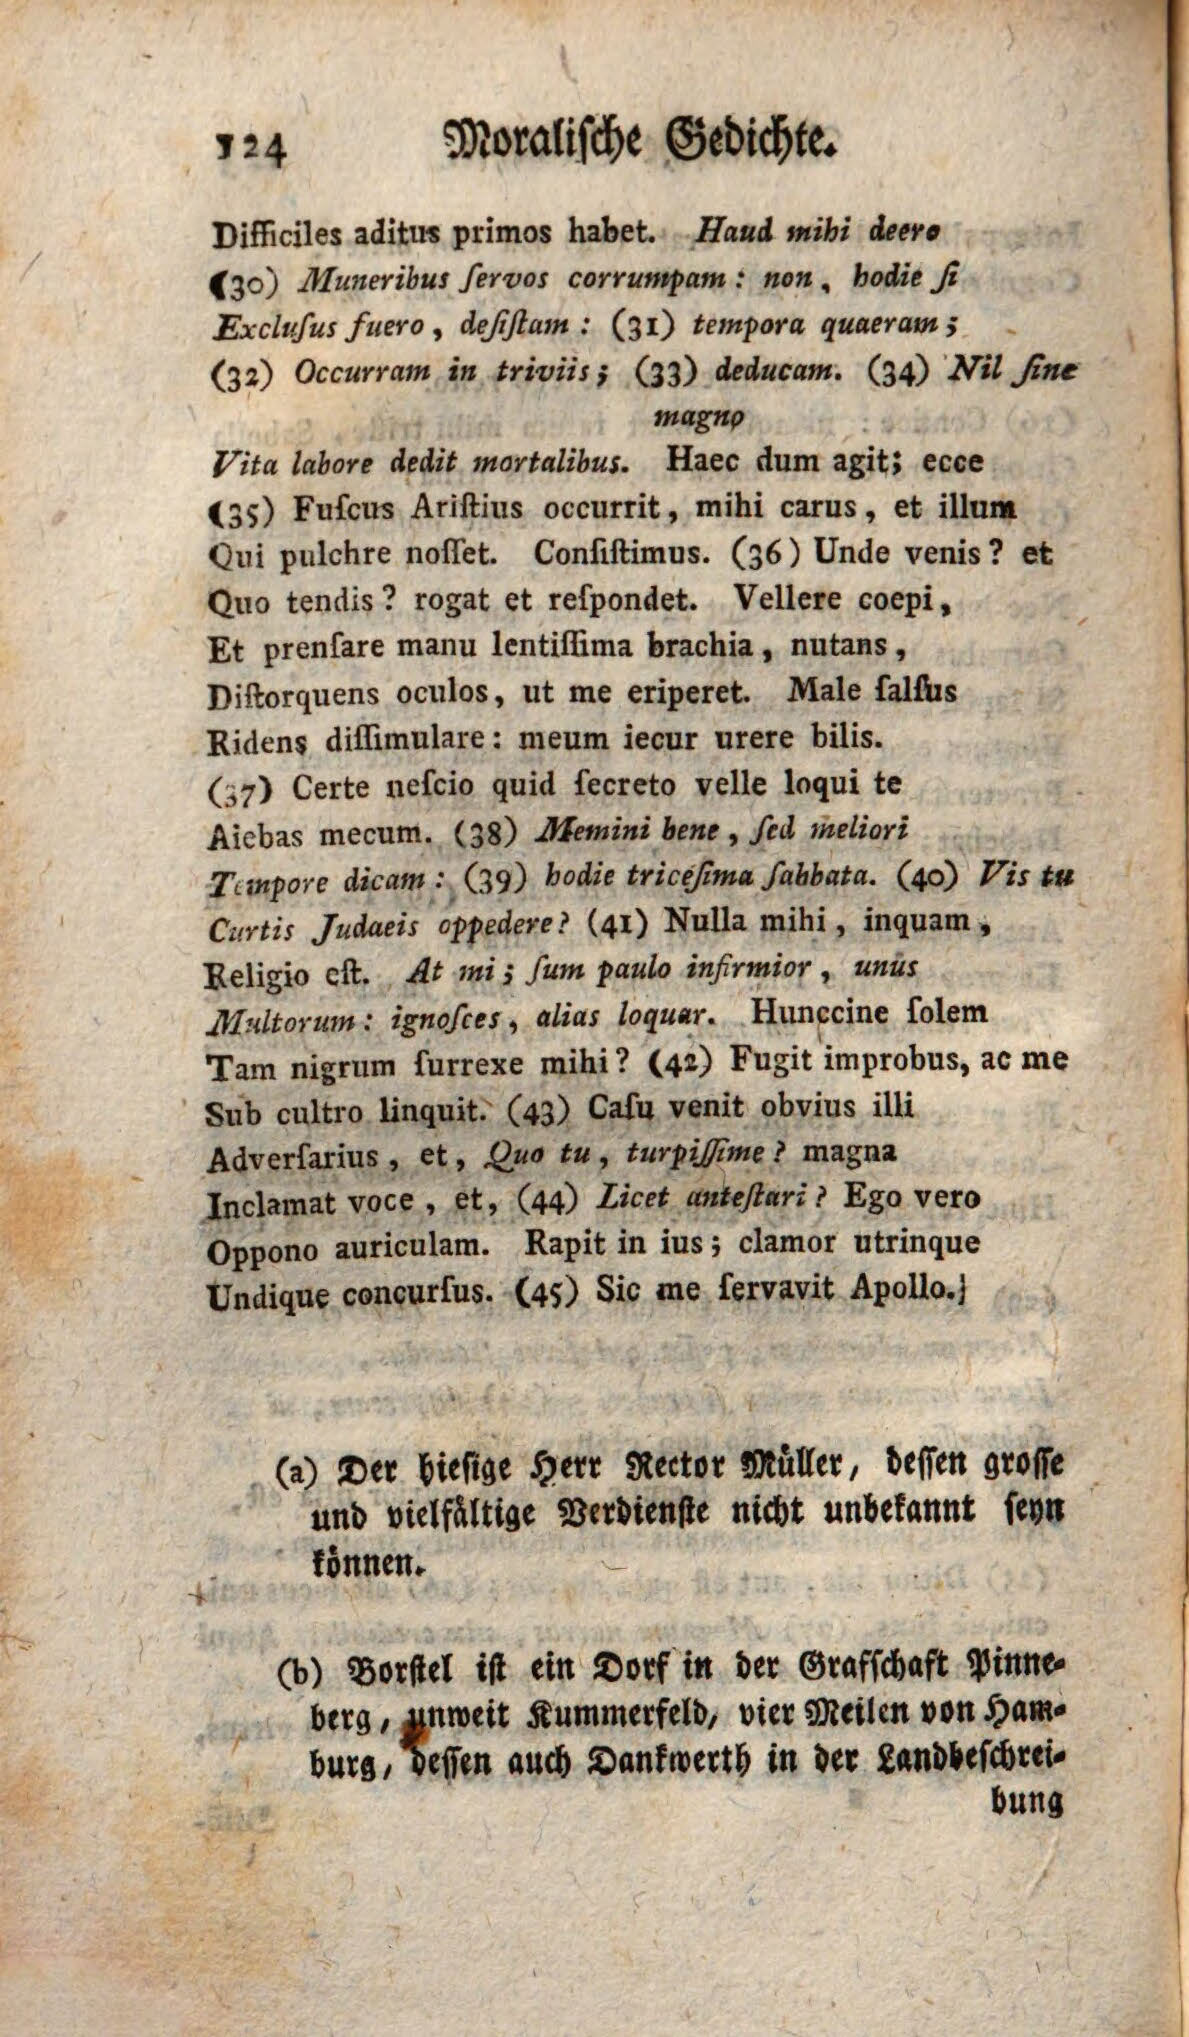 124 Moralische Gedichte.
Difficiles aditus primos habet. Haud mihi deero
(30) Muneribus ſervos corrumpam: non, hodie ſi
Excluſus fuero, deſiſtam: (31) tempora quaeram;
(32) Occurram in triviis; (33) deducam. (34) Nil ſine
magno
Vita labore dedit mortalibus. Haec dum agit; ecce
(35) Fuſcus Ariſtius occurrit, mihi carus, et illum
Qui pulchre noſſet. Conſiſtimus. (36) Unde venis? et
Quo tendis? rogat et reſpondet. Vellere coepi,
Et prenſare manu lentiſſima brachia, nutans,
Diſtorquens oculos, ut me eriperet. Male ſalſus
Ridens diſſimulare: meum iecur urere bilis.
(37) Certe neſcio quid ſecreto velle loqui te
Aiebas mecum. (38) Memini bene, ſed meliori
Tempore dicam: (39) hodie triceſima ſabbata. (40) Vis tu
Curtis Judaeis oppedere? (41) Nulla mihi, inquam,
Religio eſt. At mi; ſum paulo infirmior, unus
Multorum: ignoſces, alias loquar. Hunccine ſolem
Tam nigrum ſurrexe mihi? (42) Fugit improbus, ac me
Sub cultro linquit. (43) Caſu venit obvius illi
Adverſarius, et, Quo tu, turpiſſime? magna
Inclamat voce, et, (44) Licet anteſtari? Ego vero
Oppono auriculam. Rapit in ius; clamor utrinque
Undique concurſus. (45) Sic me ſervavit Apollo.}
(a) Der hieſige Herr Rector Müller, deſſen groſſe
und vielfältige Verdienſte nicht unbekannt ſeyn
können.
(b) Borſtel iſt ein Dorf in der Grafſchaft Pinne-
berg, unweit Kummerfeld, vier Meilen von Ham-
burg, deſſen auch Dankwerth in der Landbeſchrei-
bung